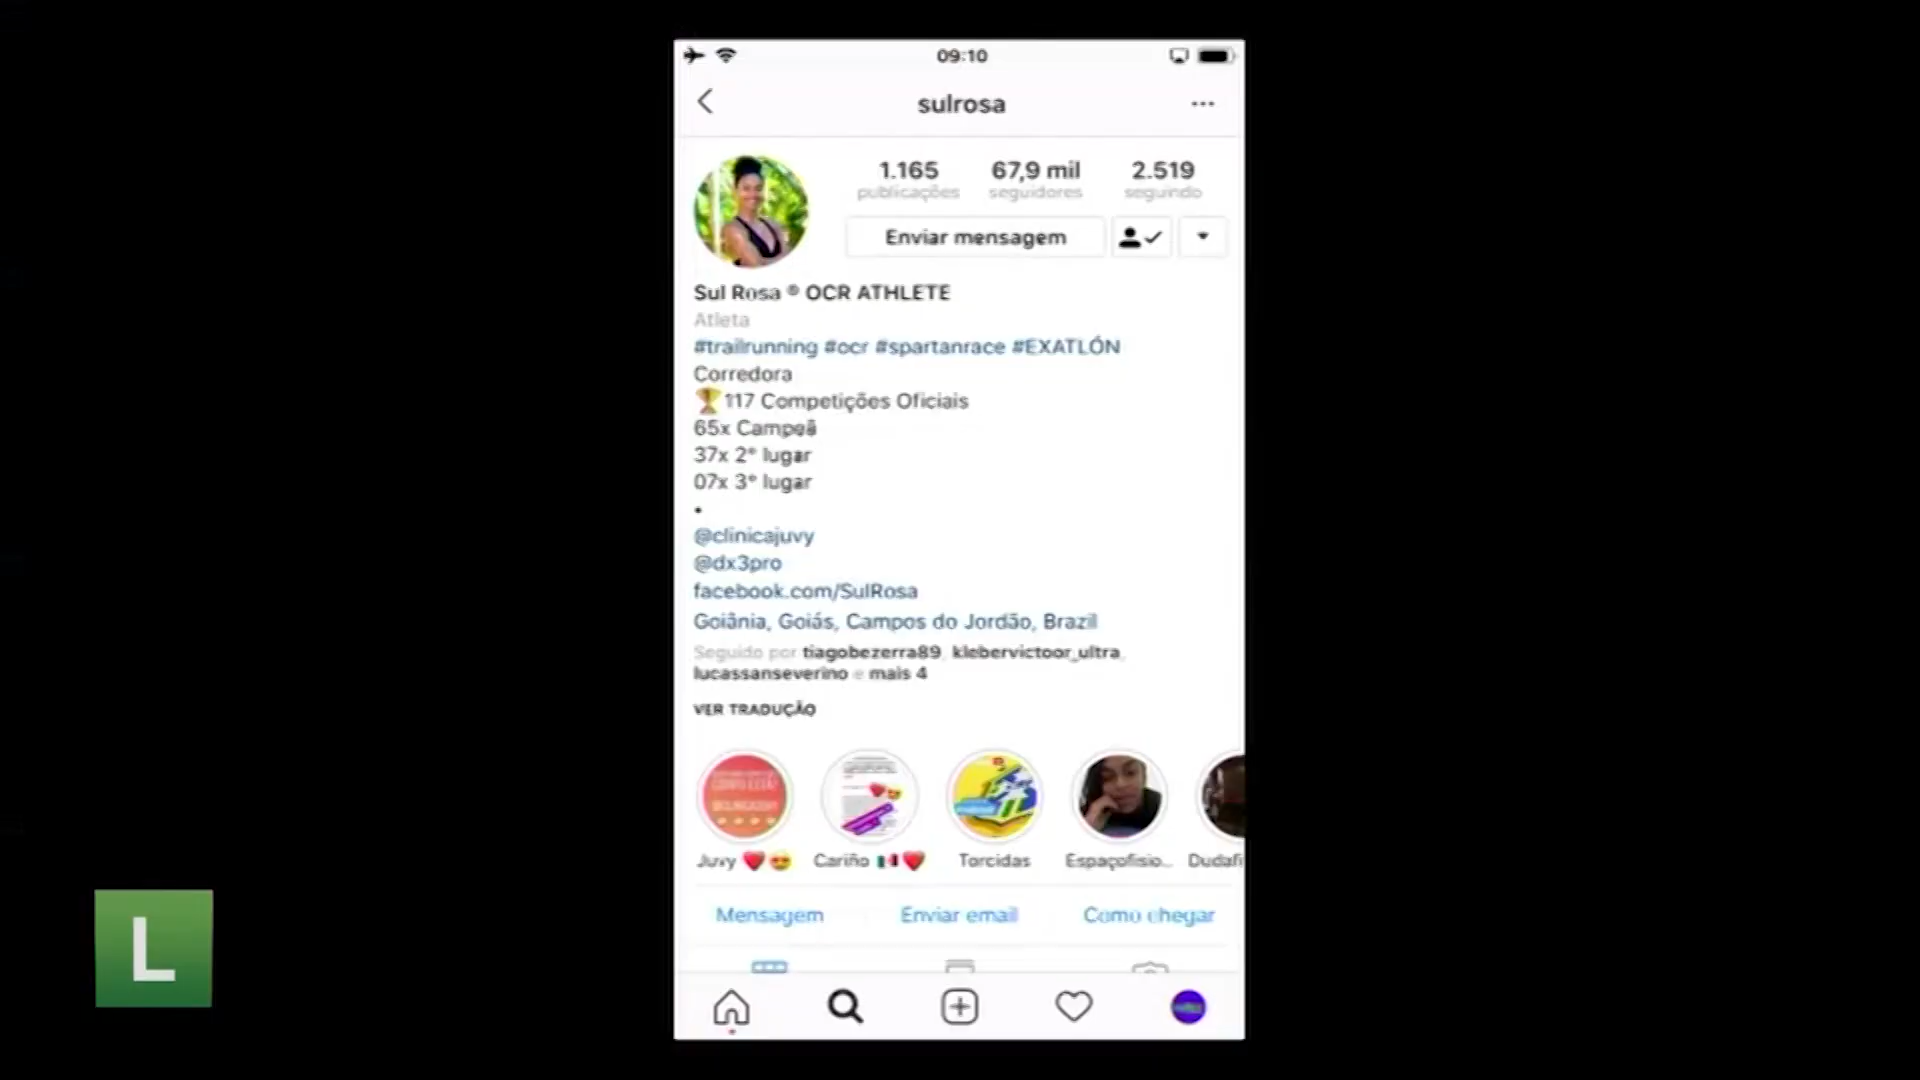 09:10
sulrosa
1.165 67,9 mil 2.519
publicações seguidores seguindo
Enviar mensagem
Sul Rosa ® OCR ATHLETE
Atleta
#trailrunning #ocr #spartanrace #EXATLÓN
Corredora
🏆117 Competições Oficiais
65x Campeã
37x 2° lugar
07x 3° lugar
•
@clinicajuvy
@dx3pro
facebook.com/SulRosa
Goiânia, Goiás, Campos do Jordão, Brazil
Seguido por tiagobezerra89, klebervictoor_ultra,
lucassanseverino e mais 4
VER TRADUÇÃO
Juvy ❤️😍 Cariño 🇲🇽❤️ Torcidas Espaçofisio... Dudafi
Mensagem Enviar email Como chegar
L